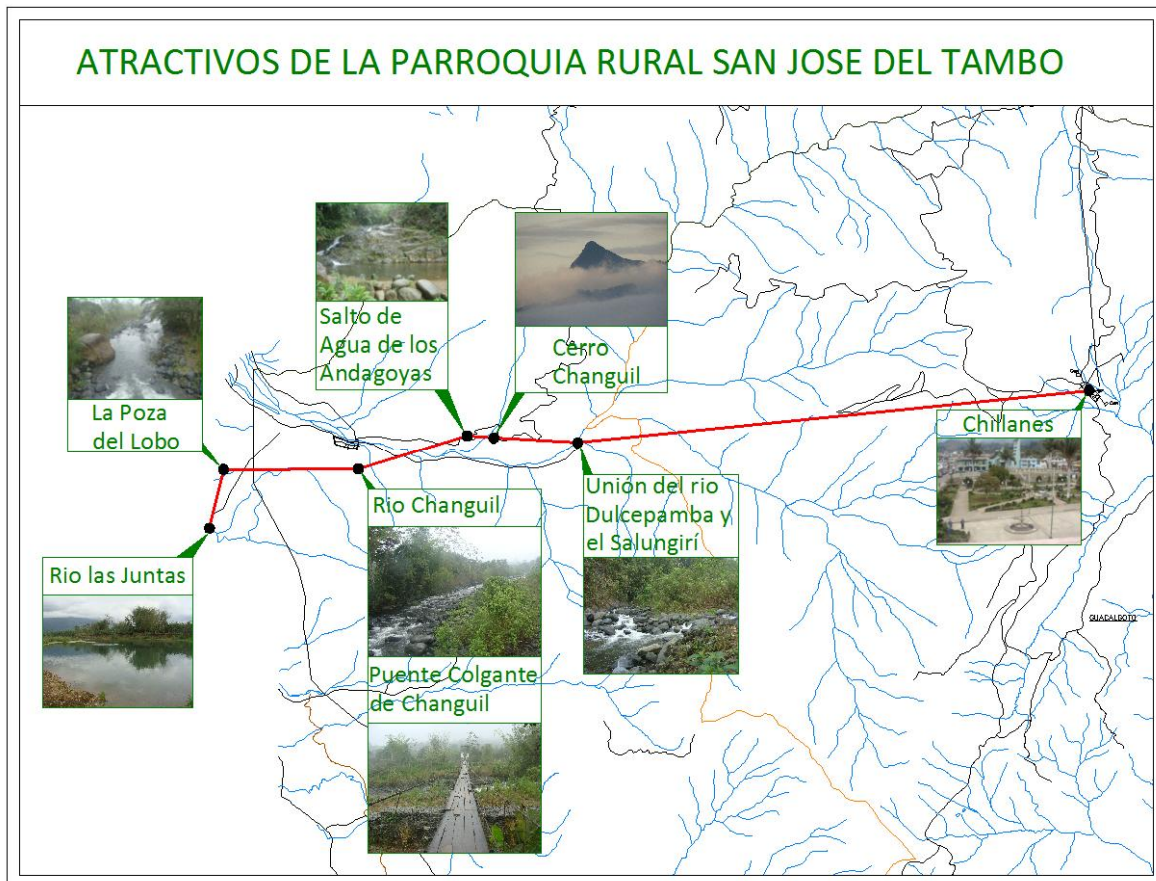 ATRACTIVOS DE LA PARROQUIA RURAL SAN JOSE DEL TAMBO
Salto de
Agua de los
Andagoyas
Cerro
Changuil
La Poza
del Lobo
Chillanes
Rio Changuil
Unión del rio
Dulcepamba y
el Salungirí
Rio las Juntas
GUADALGOTO
Puente Colgante
de Changuil